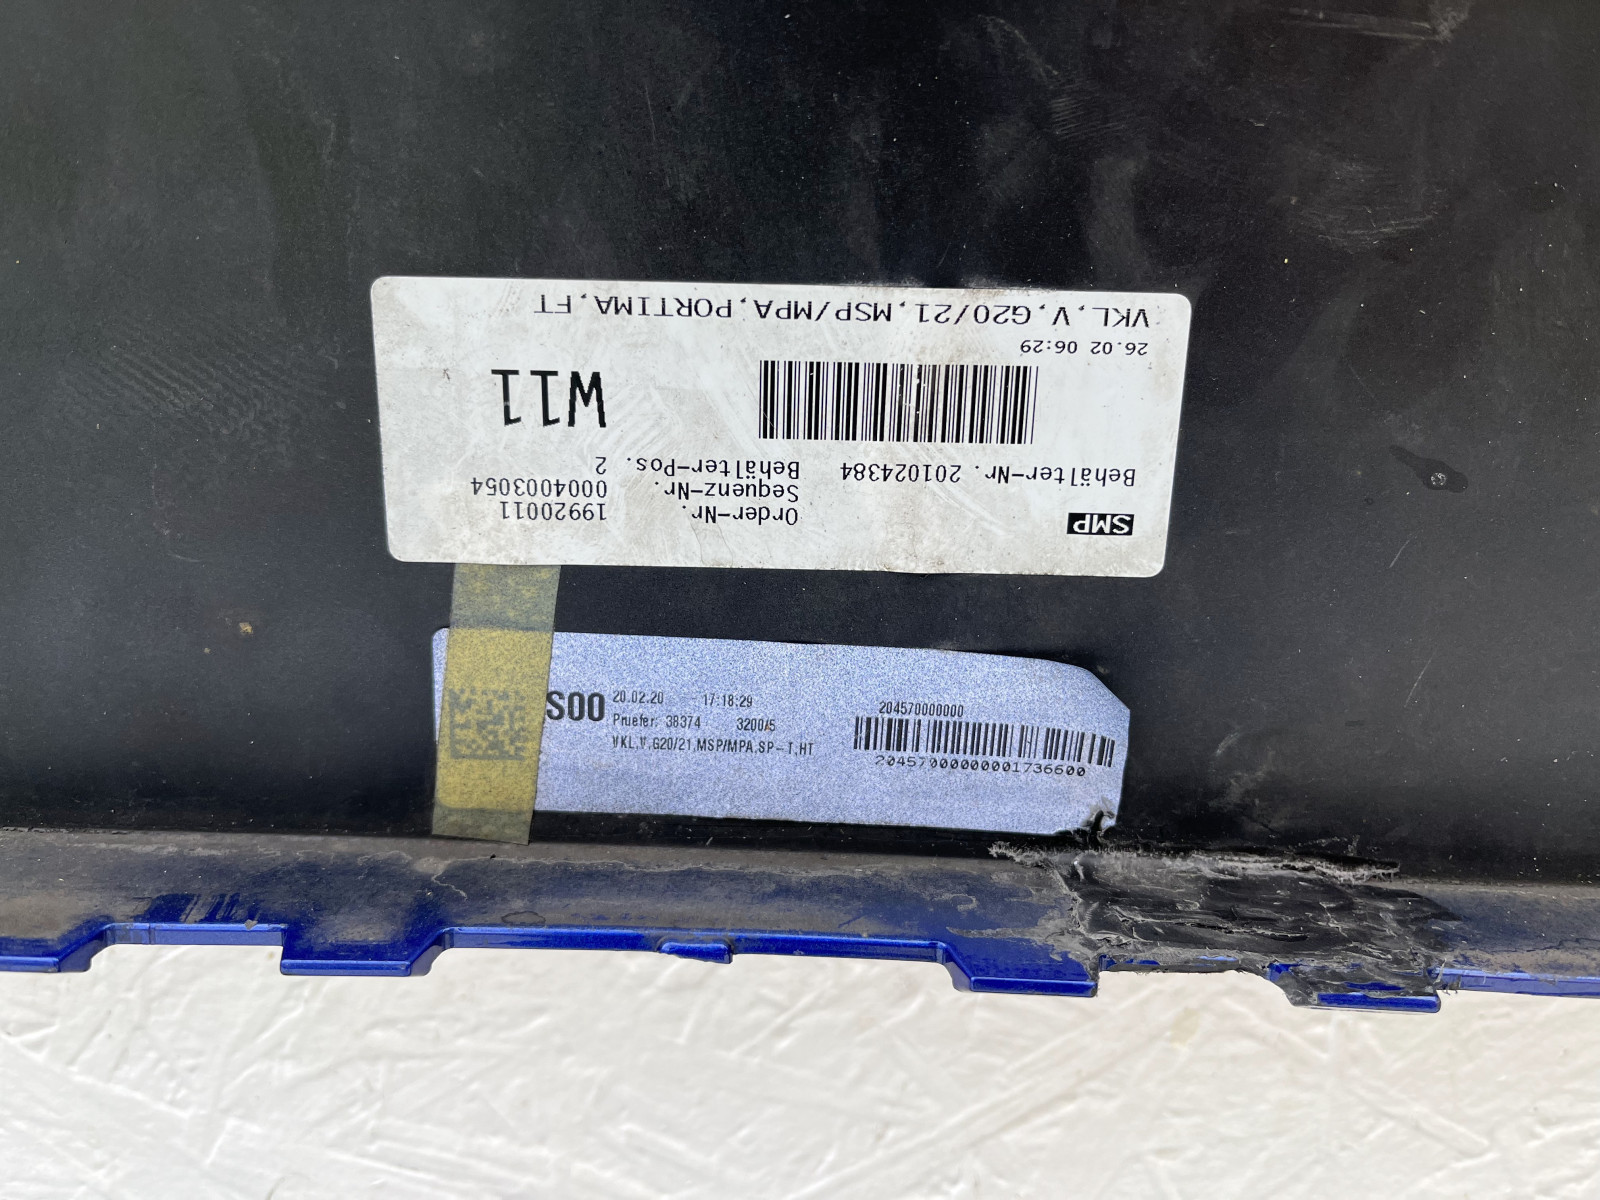 VKL,V,G20/21,MSP/MPA,PORTIMA,FT
26.02 06:29
W11
Behälter-Nr. 201024384
Behälter-Pos. 2
Sequenz-Nr. 0004003054
Order-Nr. 19920011
SMP
S00
20.02.20 17:18:29
Pruefer: 38374 3200/5
VKL,V,G20/21,MSP/MPA,SP-T,HT
204570000000
2045700000001736600